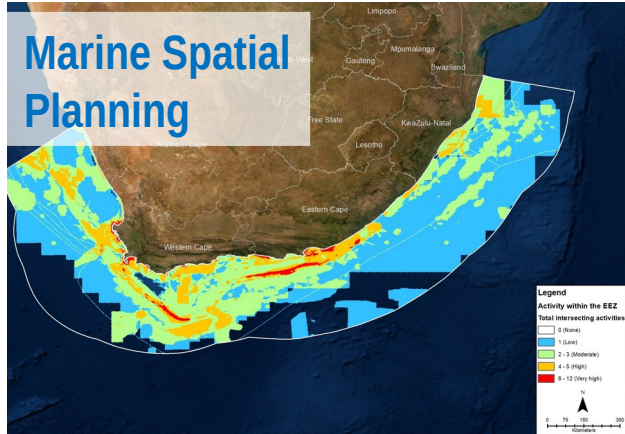 Marine Spatial
Planning
Limpopo
Mpumalanga
Gauteng
Swaziland
Free State
KwaZulu-Natal
Lesotho
Northern Cape
Eastern Cape
Western Cape
Legend
Activity within the EEZ
Total intersecting activities
0 (None)
1 (Low)
2 - 3 (Moderate)
4 - 5 (High)
6 - 12 (Very high)
N
0 75 150 300
Kilometers